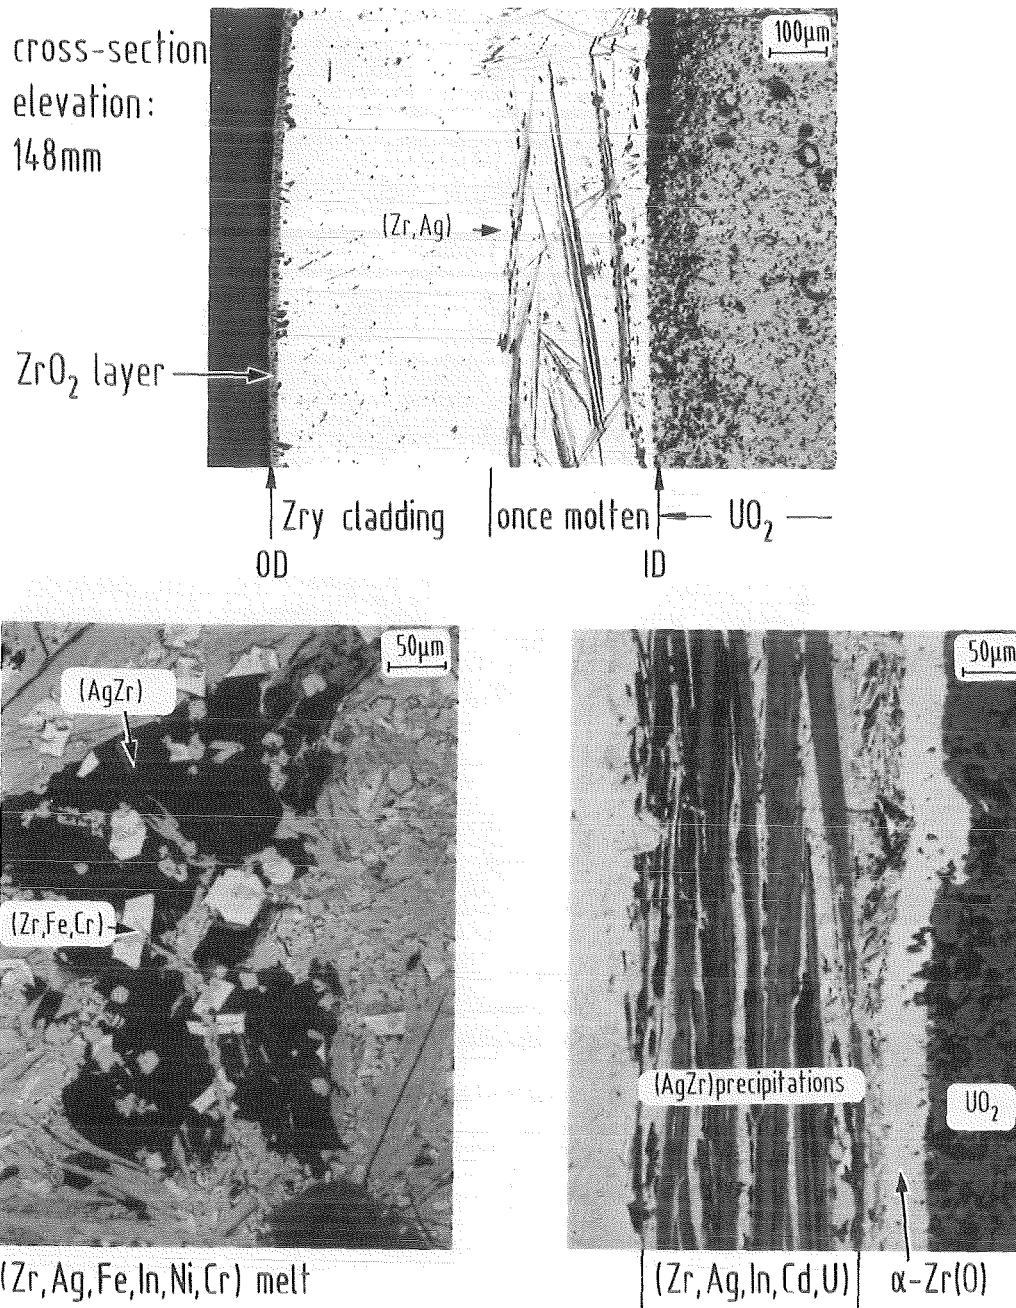 cross-section
elevation:
148mm
100µm
(Zr,Ag)
ZrO₂ layer
Zry cladding
once molten
UO₂
OD
ID
50µm
(AgZr)
(Zr,Fe,Cr)
(Zr,Ag,Fe,In,Ni,Cr) melt
50µm
(AgZr)precipitations
UO₂
(Zr,Ag,In,Cd,U)
α-Zr(O)